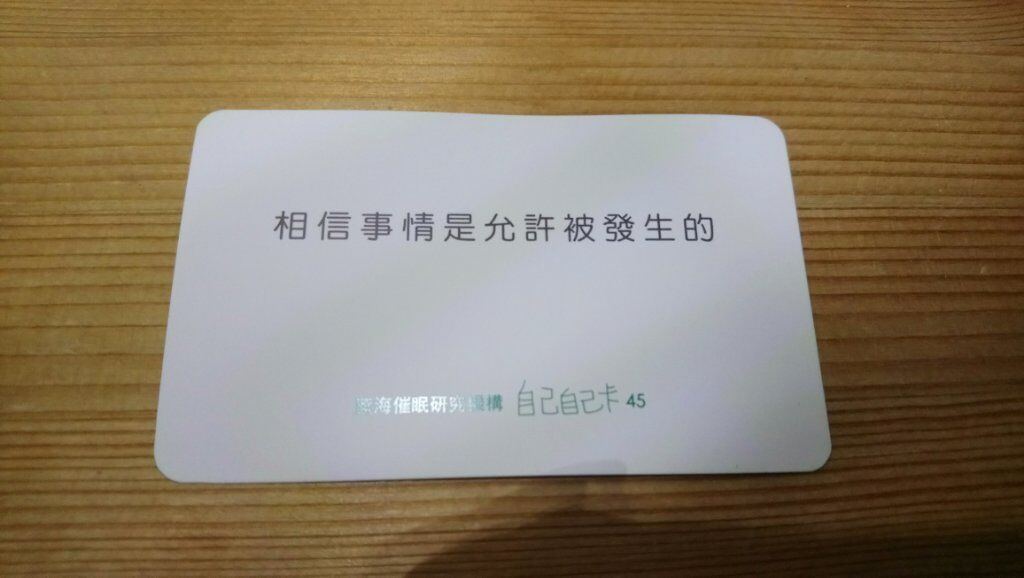 相信事情是允許被發生的
海催眠研究機構 自己自己卡 45